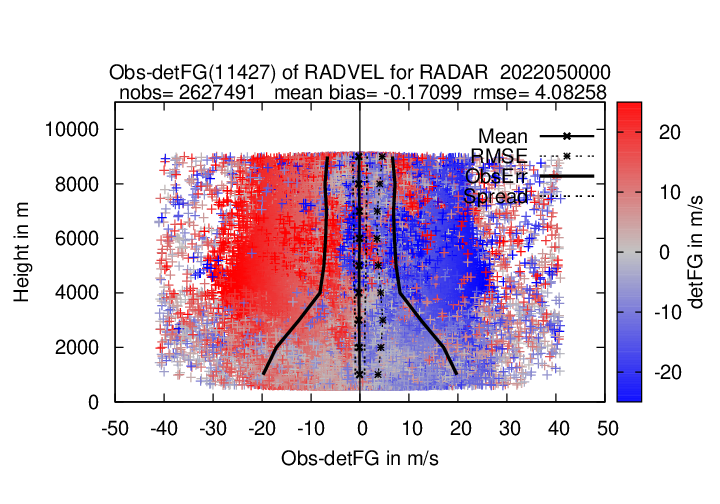 Obs-detFG(11427) of RADVEL for RADAR 2022050000
nobs= 2627491 mean bias= -0.17099 rmse= 4.08258
Mean
RMSE
ObsErr
Spread
10000
8000
6000
4000
2000
0
Height in m
-50 -40 -30 -20 -10 0 10 20 30 40 50
Obs-detFG in m/s
20
10
0
-10
-20
detFG in m/s